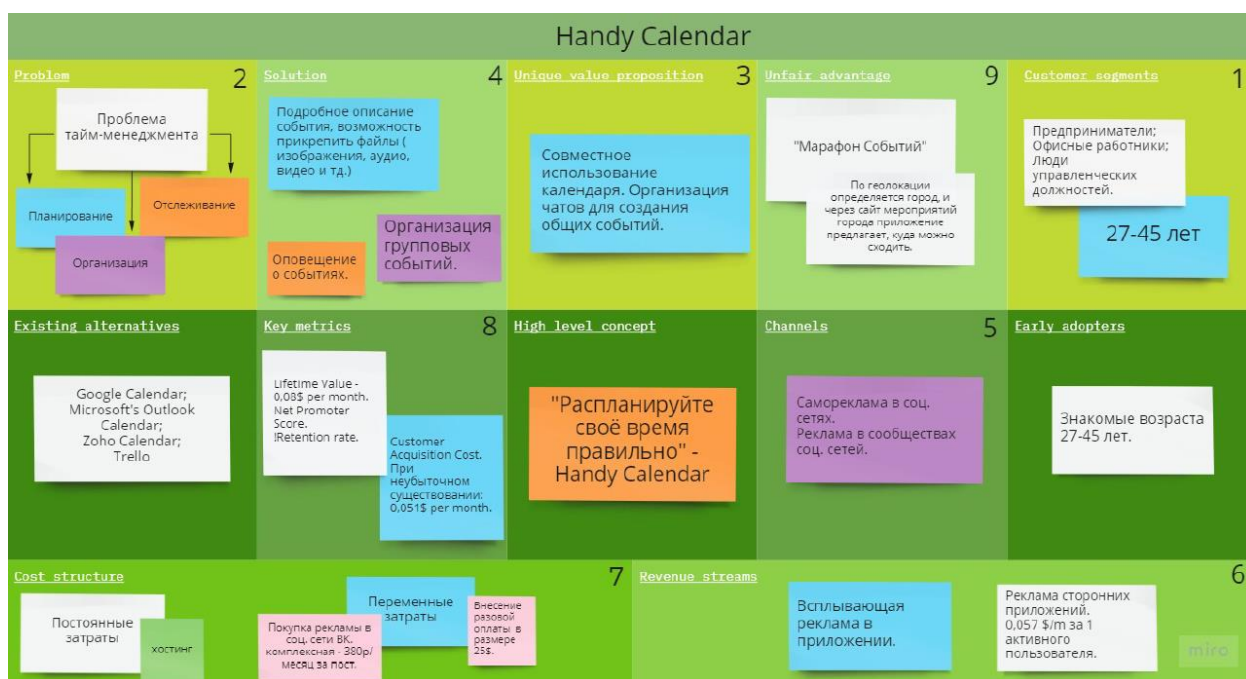 Handy Calendar
Problem
2
Проблема
тайм-менеджмента
Планирование
Отслеживание
Организация
Solution
4
Подробное описание
события, возможность
прикрепить файлы (
изображения, аудио,
видео и тд.)
Организация
групповых
событий.
Оповещение
о событиях.
Unique value proposition
3
Совместное
использование
календаря. Организация
чатов для создания
общих событий.
Unfair advantage
9
"Марафон Событий"
По геолокации
определяется город, и
через сайт мероприятий
города приложение
предлагает, куда можно
сходить.
Customer segments
1
Предприниматели;
Офисные работники;
Люди
управленческих
должностей.
27-45 лет
Existing alternatives
Google Calendar;
Microsoft's Outlook
Calendar;
Zoho Calendar;
Trello
Key metrics
8
Lifetime Value -
0,08$ per month.
Net Promoter
Score.
!Retention rate.
Customer
Acquisition Cost.
При
неубыточном
существовании:
0,051$ per month.
High level concept
"Распланируйте
своё время
правильно" -
Handy Calendar
Channels
5
Самореклама в соц.
сетях.
Реклама в сообществах
соц. сетей.
Early adopters
Знакомые возраста
27-45 лет.
Cost structure
7
Постоянные
затраты
хостинг
Переменные
затраты
Покупка рекламы в
соц. сети ВК.
комплексная - 380р/
месяц за пост.
Внесение
разовой
оплаты в
размере
25$.
Revenue streams
6
Всплывающая
реклама в
приложении.
Реклама сторонних
приложений.
0,057 $/m за 1
активного
пользователя.
miro